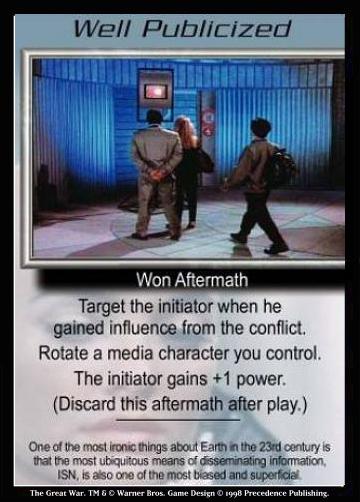 Well Publicized
Won Aftermath
Target the initiator when he
gained influence from the conflict.
Rotate a media character you control.
The initiator gains +1 power.
(Discard this aftermath after play.)
One of the most ironic things about Earth in the 23rd century is
that the most ubiquitous means of disseminating information,
ISN, is also one of the most biased and superficial.
The Great War. TM & © Warner Bros. Game Design © 1998 Precedence Publishing.